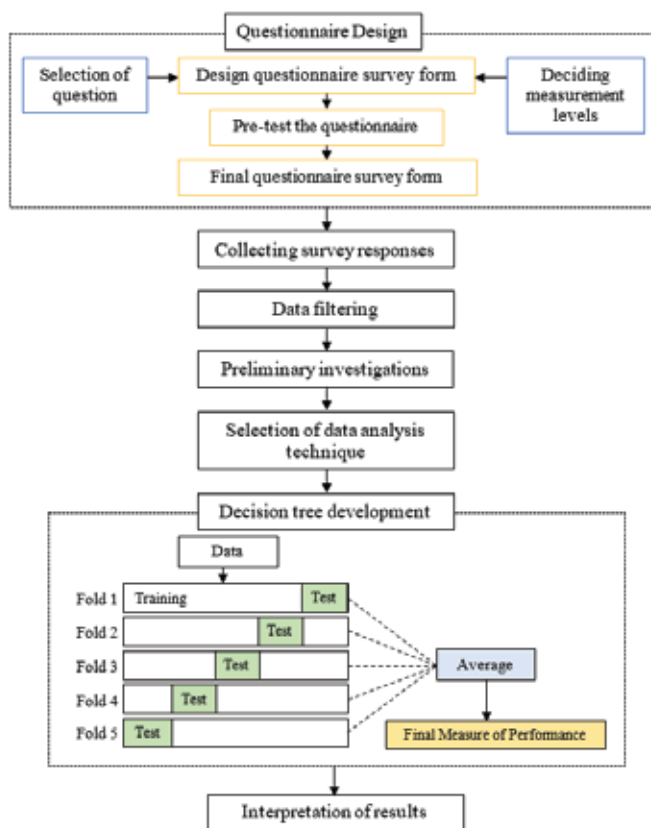 Questionnaire Design
Selection of
question
Design questionnaire survey form
Deciding
measurement
levels
Pre-test the questionnaire
Final questionnaire survey form
Collecting survey responses
Data filtering
Preliminary investigations
Selection of data analysis
technique
Decision tree development
Data
Fold 1 Training Test
Fold 2 Test
Fold 3 Test
Average
Fold 4 Test
Fold 5 Test
Final Measure of Performance
Interpretation of results